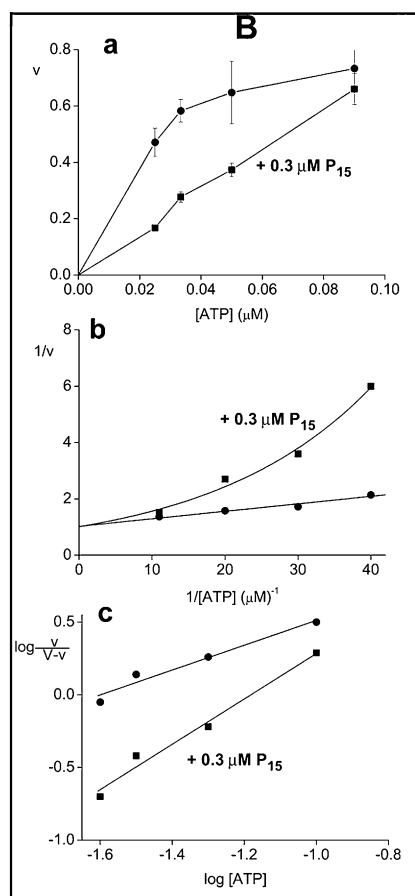 B
a
v
0.8
0.6
0.4
0.2
0.0
+ 0.3 μM P15
0.00 0.02 0.04 0.06 0.08 0.10
[ATP] (μM)
b
1/v
8
6
4
2
0
+ 0.3 μM P15
0 10 20 30 40
1/[ATP] (μM)-1
c
log v/V-v
0.5
0.0
-0.5
-1.0
+ 0.3 μM P15
-1.6 -1.4 -1.2 -1.0 -0.8
log [ATP]